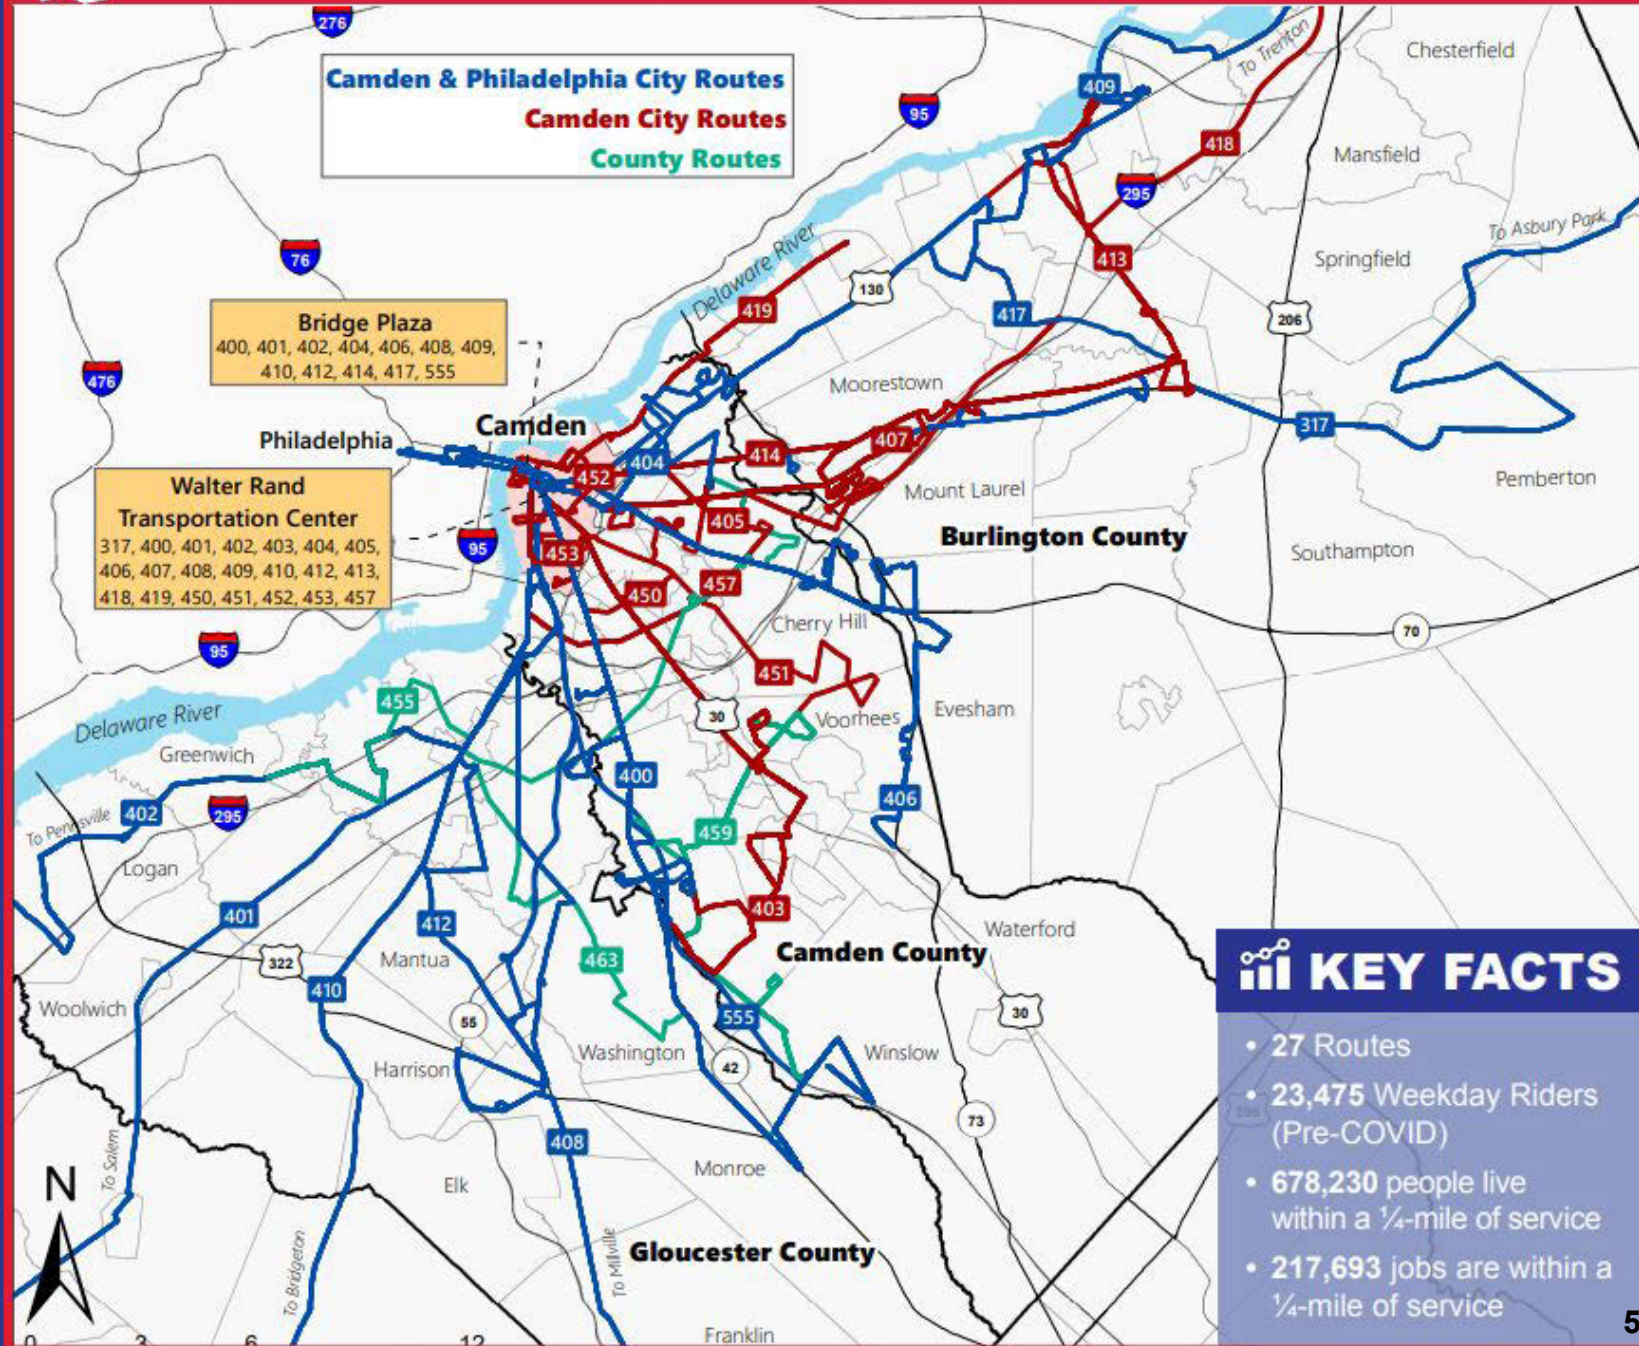 276
Camden & Philadelphia City Routes
Camden City Routes
County Routes
95
To Trenton
Chesterfield
409
418
Mansfield
295
To Asbury Park
76
Delaware River
413
Springfield
130
419
417
206
Bridge Plaza
400, 401, 402, 404, 406, 408, 409,
410, 412, 414, 417, 555
476
Moorestown
Camden
317
Philadelphia
407
414
404
452
Pemberton
Mount Laurel
Walter Rand
Transportation Center
317, 400, 401, 402, 403, 404, 405,
406, 407, 408, 409, 410, 412, 413,
418, 419, 450, 451, 452, 453, 457
405
Burlington County
95
453
Southampton
457
450
Cherry Hill
70
95
451
455
30
Voorhees
Evesham
Delaware River
Greenwich
400
406
402
295
To Pennsville
459
Logan
403
401
412
Waterford
Camden County
463
322
Mantua
410
Woolwich
55
555
30
Washington
42
Winslow
Harrison
73
408
Monroe
To Salem
Elk
N
To Bridgeton
To Millville
Gloucester County
Franklin
0 3 6 12
KEY FACTS
• 27 Routes
• 23,475 Weekday Riders
(Pre-COVID)
• 678,230 people live
within a ¼-mile of service
• 217,693 jobs are within a
¼-mile of service
5